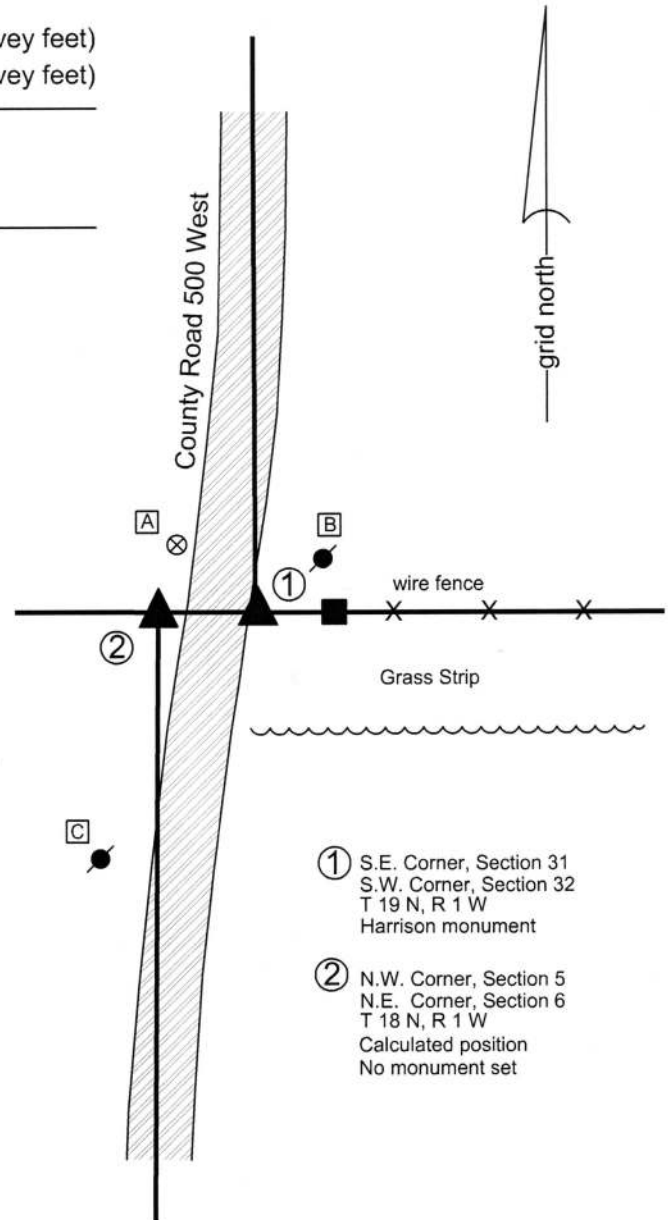 vey feet)
vey feet)
County Road 500 West
grid north
A
B
1
wire fence
X X X
2
Grass Strip
C
1 S.E. Corner, Section 31
S.W. Corner, Section 32
T 19 N, R 1 W
Harrison monument
2 N.W. Corner, Section 5
N.E. Corner, Section 6
T 18 N, R 1 W
Calculated position
No monument set